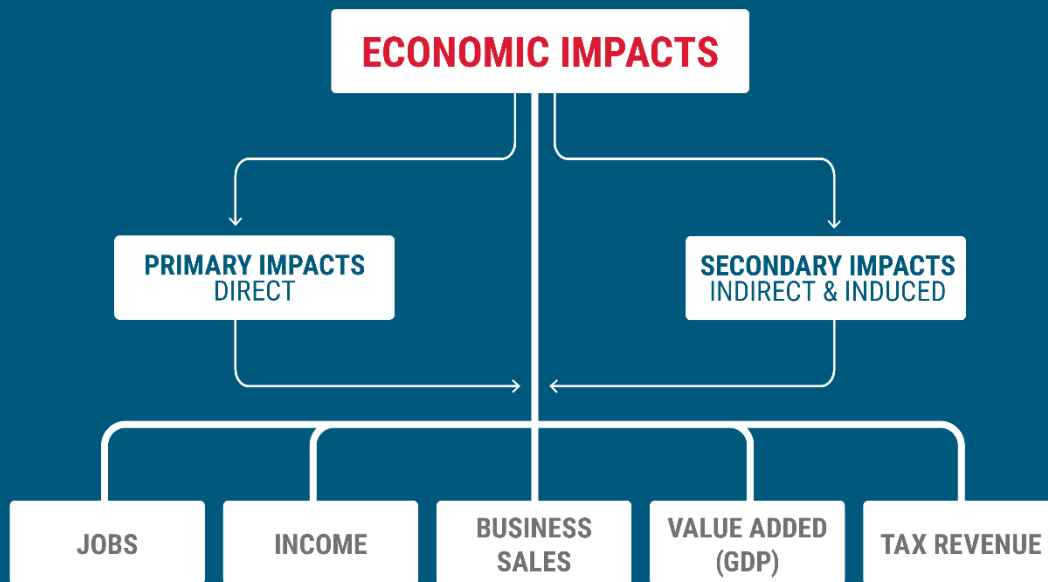 ECONOMIC IMPACTS
PRIMARY IMPACTS
DIRECT
SECONDARY IMPACTS
INDIRECT & INDUCED
JOBS
INCOME
BUSINESS
SALES
VALUE ADDED
(GDP)
TAX REVENUE